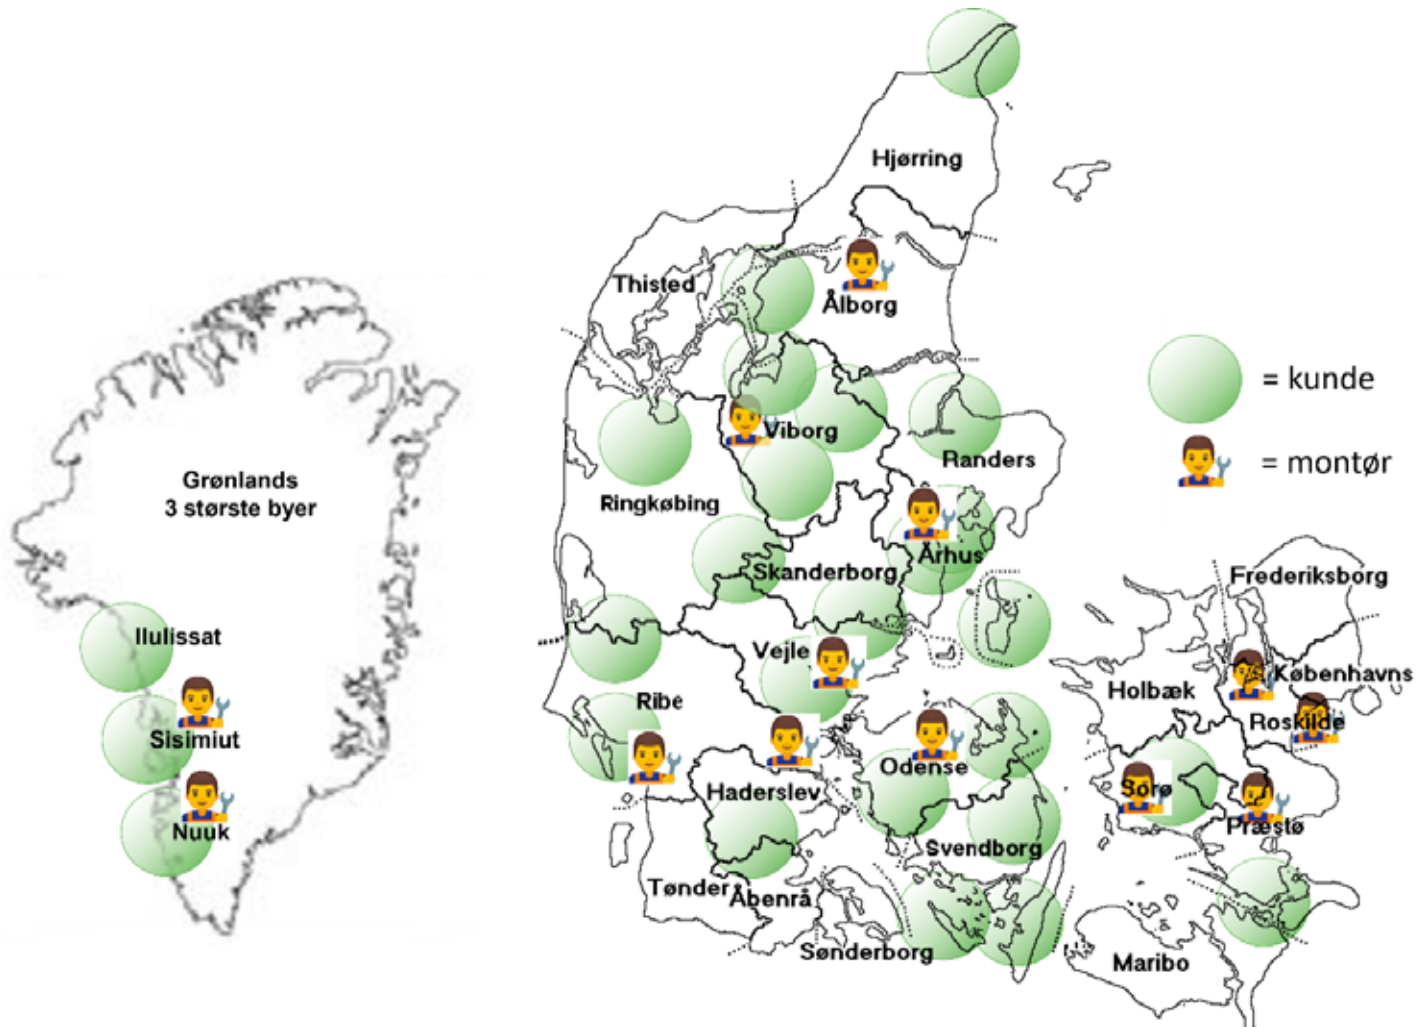 Grønlands
3 største byer
Ilulissat
Sisimiut
Nuuk
Hjørring
Thisted
Ålborg
Viborg
Randers
Ringkøbing
Århus
Skanderborg
Vejle
Ribe
Odense
Haderslev
Svendborg
Tønder
Åbenrå
Sønderborg
= kunde
= montør
Frederiksborg
Københavns
Holbæk
Roskilde
Sorø
Præstø
Maribo